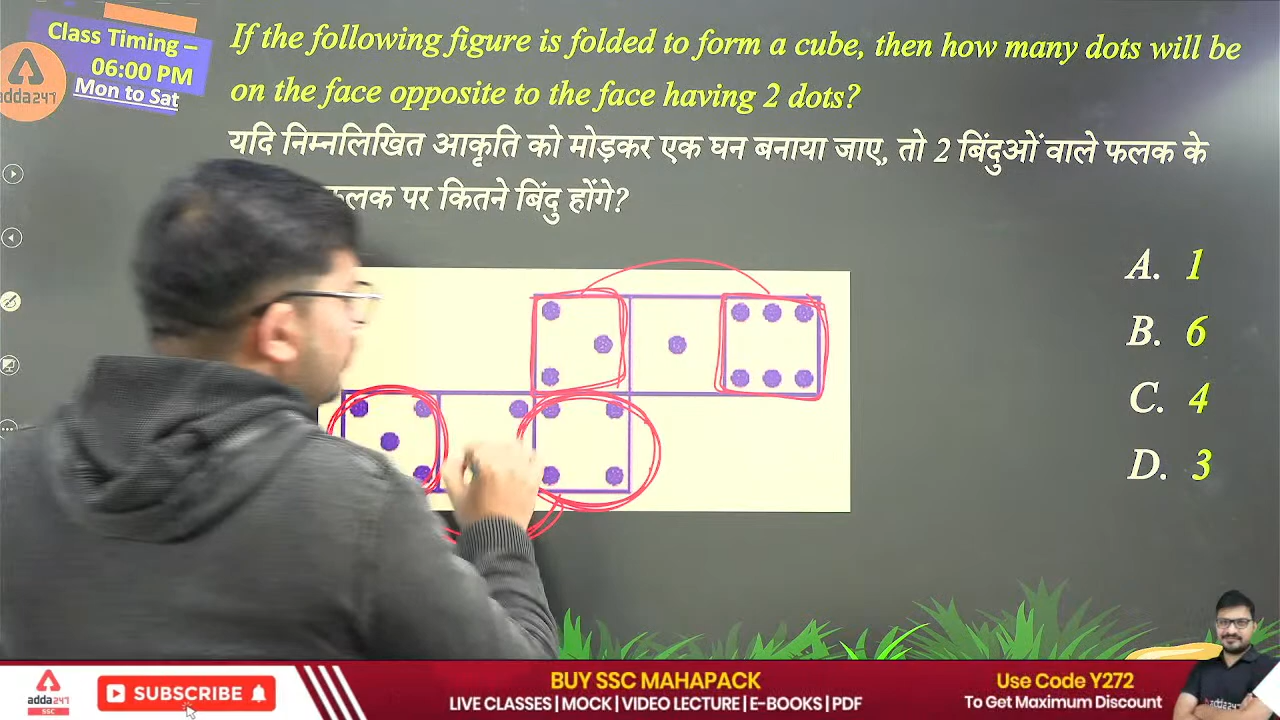 Class Timing –
06:00 PM
Mon to Sat
adda247
If the following figure is folded to form a cube, then how many dots will be
on the face opposite to the face having 2 dots?
यदि निम्नलिखित आकृति को मोड़कर एक घन बनाया जाए, तो 2 बिंदुओं वाले फलक के
फलक पर कितने बिंदु होंगे?
A. 1
B. 6
C. 4
D. 3
adda247
SSC
SUBSCRIBE
BUY SSC MAHAPACK
LIVE CLASSES | MOCK | VIDEO LECTURE | E-BOOKS | PDF
Use Code Y272
To Get Maximum Discount